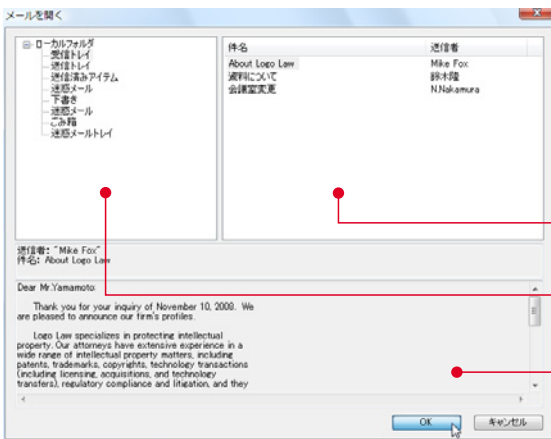 メールを開く
ローカルフォルダ
受信トレイ
送信トレイ
送信済みアイテム
迷惑メール
下書き
迷惑メール
ごみ箱
迷惑メールトレイ
件名 送信者
About Logo Law Mike Fox
資料について 鈴木隆
会議室変更 N.Nakamura
送信者: "Mike Fox"
件名: About Logo Law
Dear Mr.Yamamoto:
Thank you for your inquiry of November 10, 2008. We
are pleased to announce our firm's profiles.
Logo Law specializes in protecting intellectual
property. Our attorneys have extensive experience in a
wide range of intellectual property matters, including
patents, trademarks, copyrights, technology transactions
(including licensing, acquisitions, and technology
transfers), regulatory compliance and litigation, and they
OK キャンセル